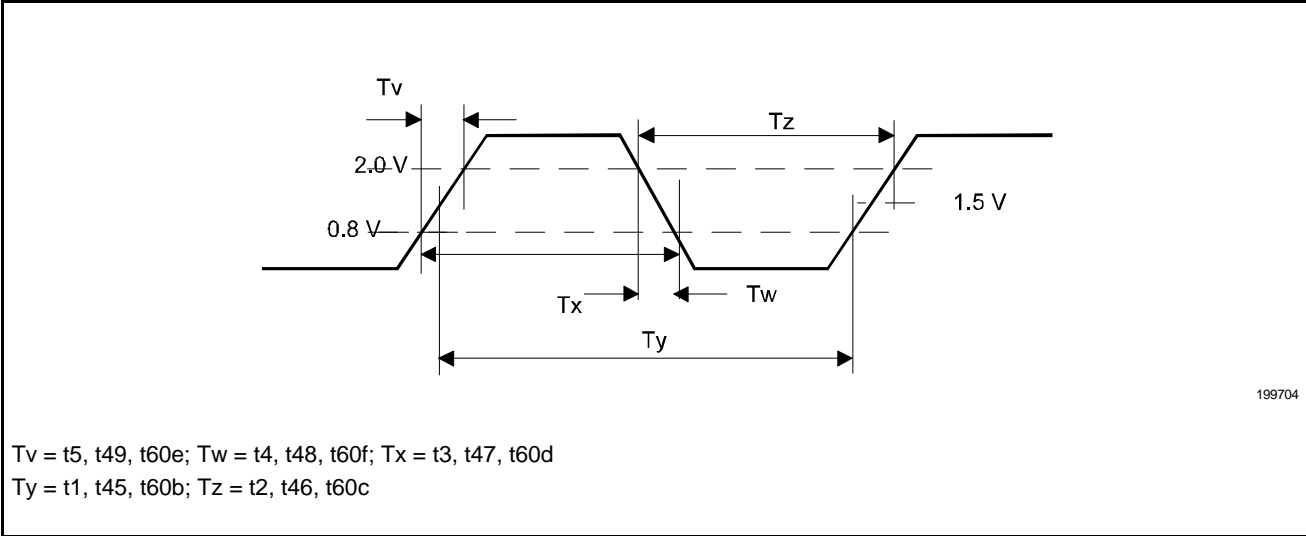 Tv
Tz
2.0 V
1.5 V
0.8 V
Tx
Tw
Ty
199704
Tv = t5, t49, t60e; Tw = t4, t48, t60f; Tx = t3, t47, t60d
Ty = t1, t45, t60b; Tz = t2, t46, t60c